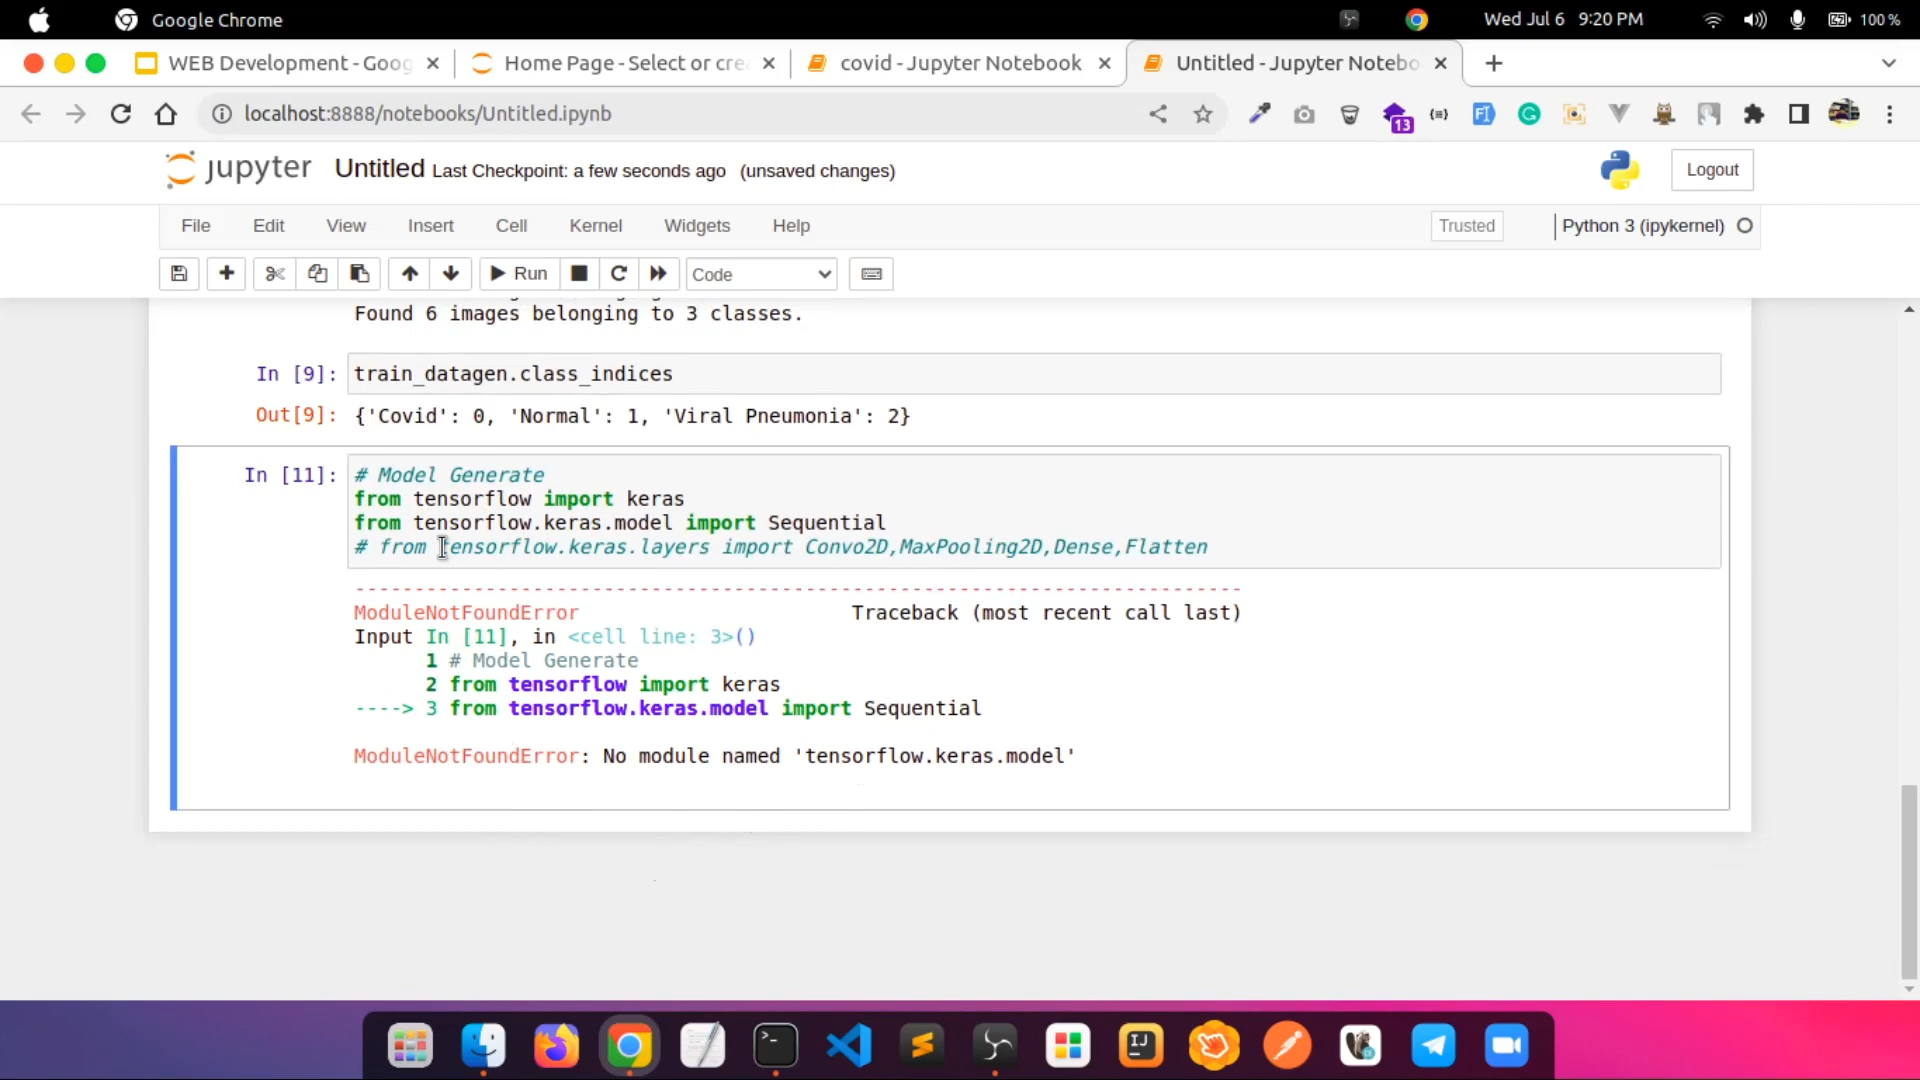 Google Chrome
Wed Jul 6 9:20 PM
100 %
WEB Development - Goog
Home Page - Select or cre
covid - Jupyter Notebook
Untitled - Jupyter Notebo
localhost:8888/notebooks/Untitled.ipynb
13
jupyter Untitled Last Checkpoint: a few seconds ago (unsaved changes)
Logout
File Edit View Insert Cell Kernel Widgets Help
Trusted
Python 3 (ipykernel)
Run
Code
Found 6 images belonging to 3 classes.
In [9]: train_datagen.class_indices
Out[9]: {'Covid': 0, 'Normal': 1, 'Viral Pneumonia': 2}
In [11]: # Model Generate
from tensorflow import keras
from tensorflow.keras.model import Sequential
# from tensorflow.keras.layers import Convo2D,MaxPooling2D,Dense,Flatten
---------------------------------------------------------------------------
ModuleNotFoundError Traceback (most recent call last)
Input In [11], in <cell line: 3>()
1 # Model Generate
2 from tensorflow import keras
----> 3 from tensorflow.keras.model import Sequential
ModuleNotFoundError: No module named 'tensorflow.keras.model'